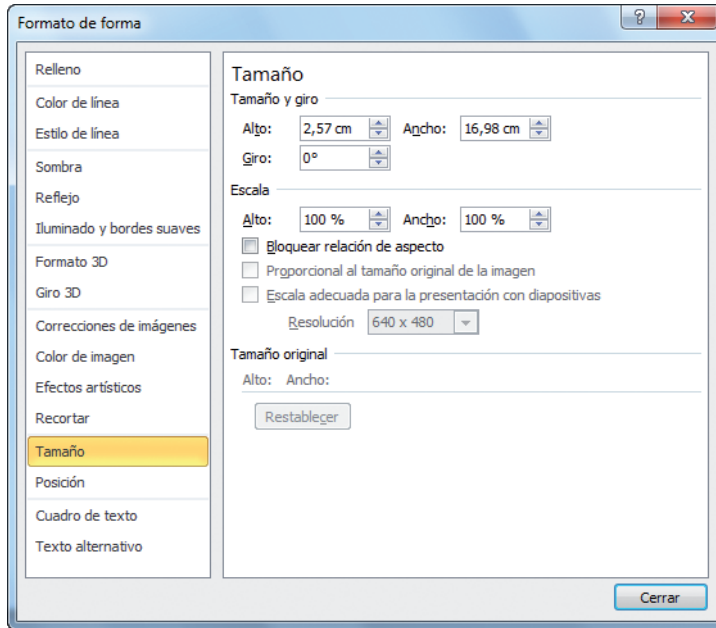 Formato de forma
Relleno
Color de línea
Estilo de línea
Sombra
Reflejo
Iluminado y bordes suaves
Formato 3D
Giro 3D
Correcciones de imágenes
Color de imagen
Efectos artísticos
Recortar
Tamaño
Posición
Cuadro de texto
Texto alternativo
Tamaño
Tamaño y giro
Alto: 2,57 cm Ancho: 16,98 cm
Giro: 0°
Escala
Alto: 100 % Ancho: 100 %
Bloquear relación de aspecto
Proporcional al tamaño original de la imagen
Escala adecuada para la presentación con diapositivas
Resolución 640 x 480
Tamaño original
Alto: Ancho:
Restablecer
Cerrar